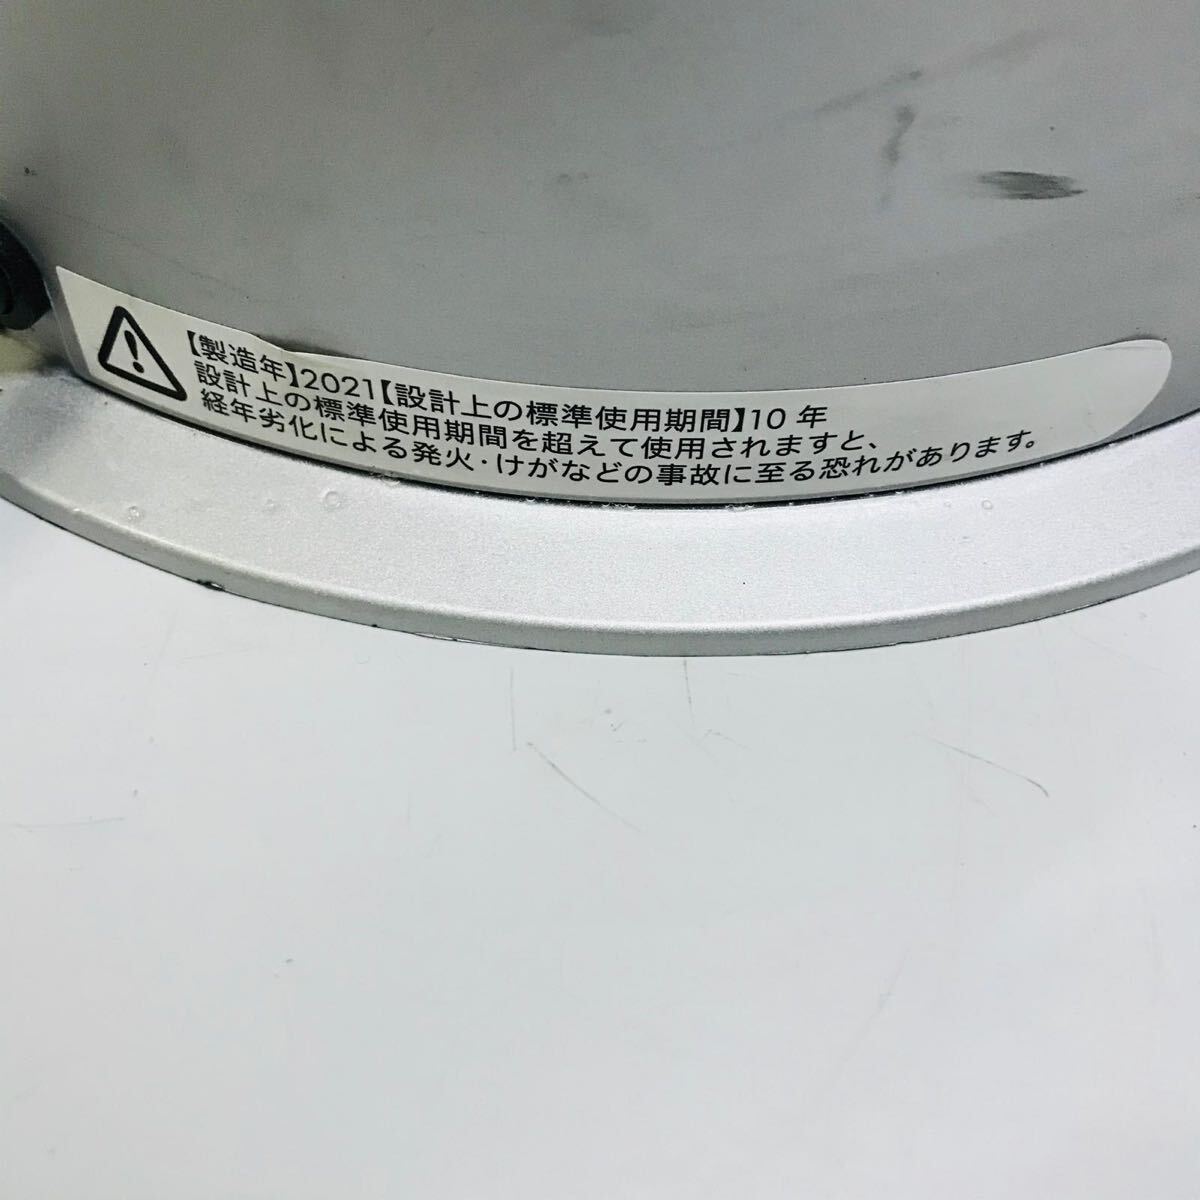 【製造年】2021【設計上の標準使用期間】10年
設計上の標準使用期間を超えて使用されますと、
経年劣化による発火・けがなどの事故に至る恐れがあります。